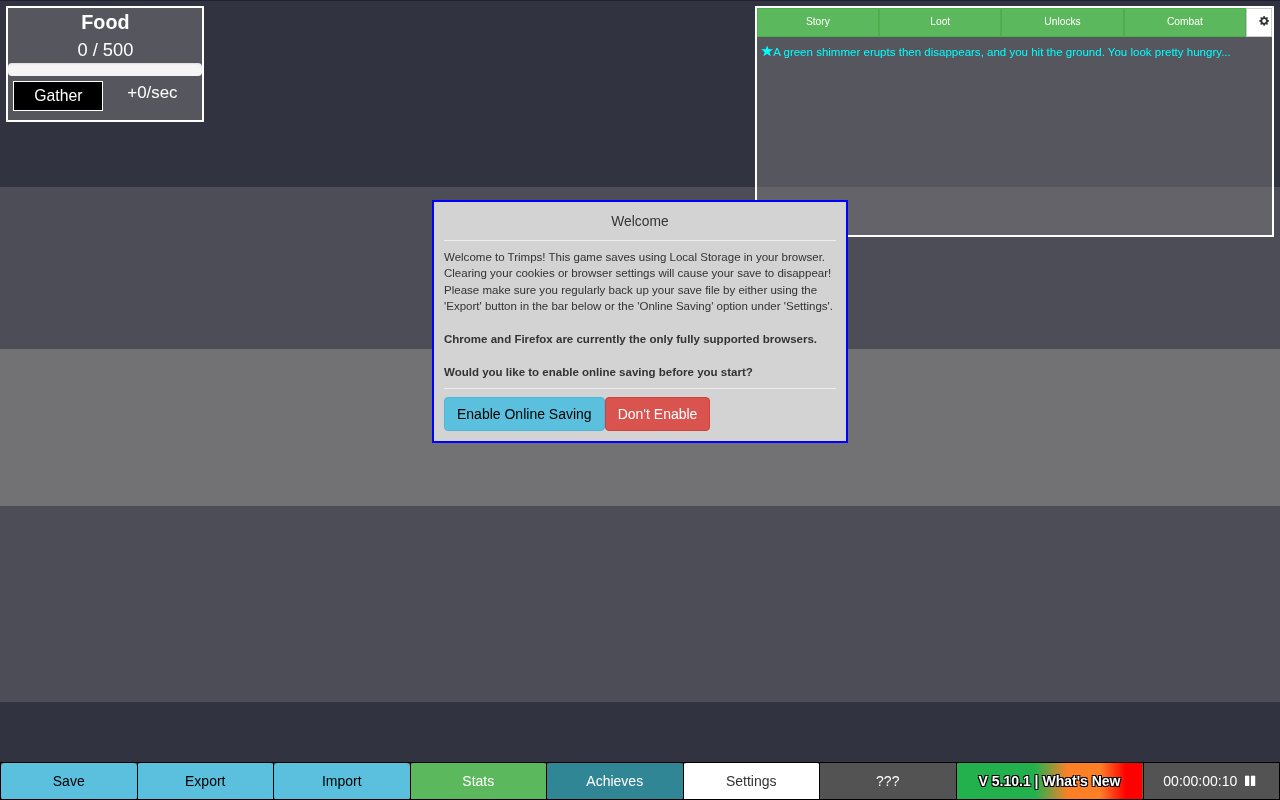 Food
0 / 500
Gather
+0/sec
Story
Loot
Unlocks
Combat
A green shimmer erupts then disappears, and you hit the ground. You look pretty hungry...
Welcome
Welcome to Trimps! This game saves using Local Storage in your browser.
Clearing your cookies or browser settings will cause your save to disappear!
Please make sure you regularly back up your save file by either using the
'Export' button in the bar below or the 'Online Saving' option under 'Settings'.
Chrome and Firefox are currently the only fully supported browsers.
Would you like to enable online saving before you start?
Enable Online Saving
Don't Enable
Save
Export
Import
Stats
Achieves
Settings
???
V 5.10.1 | What's New
00:00:00:10